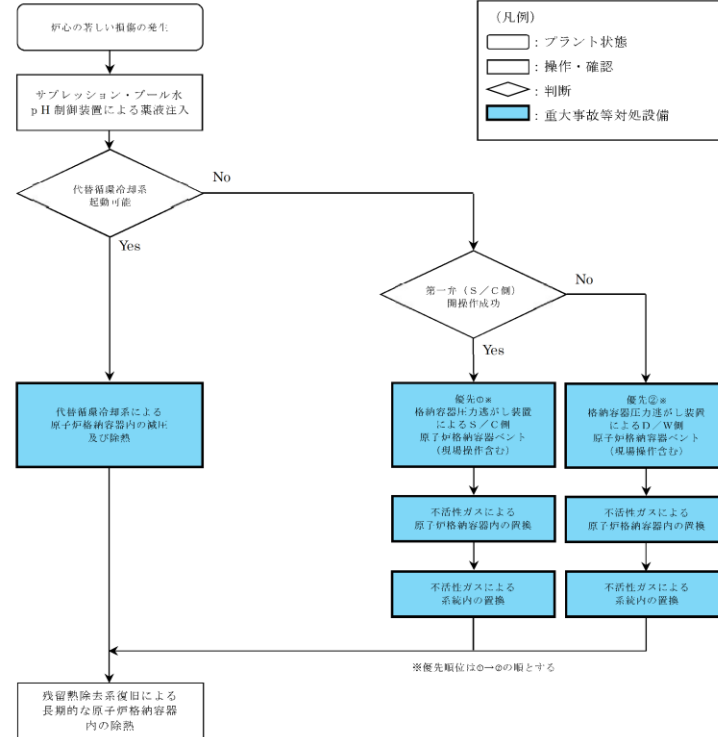 炉心の著しい損傷の発生
(凡例)
：プラント状態
：操作・確認
：判断
：重大事故等対処設備
サプレッション・プール水
pH制御装置による薬液注入
代替循環冷却系
起動可能
No
Yes
第一弁（S／C側）
開操作成功
No
Yes
代替循環冷却系による
原子炉格納容器内の減圧
及び除熱
優先①※
格納容器圧力逃がし装置
によるS／C側
原子炉格納容器ベント
（現場操作含む）
優先②※
格納容器圧力逃がし装置
によるD／W側
原子炉格納容器ベント
（現場操作含む）
不活性ガスによる
原子炉格納容器内の置換
不活性ガスによる
原子炉格納容器内の置換
不活性ガスによる
系統内の置換
不活性ガスによる
系統内の置換
※優先順位は①→②の順とする
残留熱除去系復旧による
長期的な原子炉格納容器
内の除熱